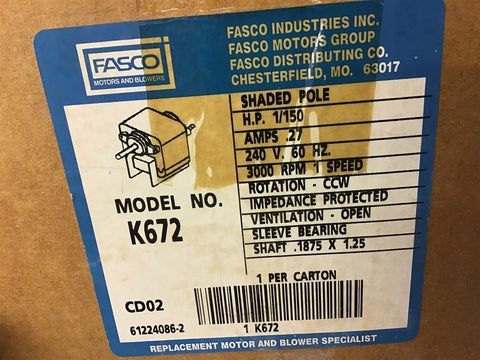 FASCO
MOTORS AND BLOWERS
FASCO INDUSTRIES INC.
FASCO MOTORS GROUP
FASCO DISTRIBUTING CO.
CHESTERFIELD, MO. 63017
SHADED POLE
H.P. 1/150
AMPS .27
240 V. 60 HZ.
3000 RPM 1 SPEED
ROTATION - CCW
IMPEDANCE PROTECTED
VENTILATION - OPEN
SLEEVE BEARING
SHAFT .1875 X 1.25
MODEL NO.
K672
1 PER CARTON
CD02
61224086-2
1 K672
REPLACEMENT MOTOR AND BLOWER SPECIALIST